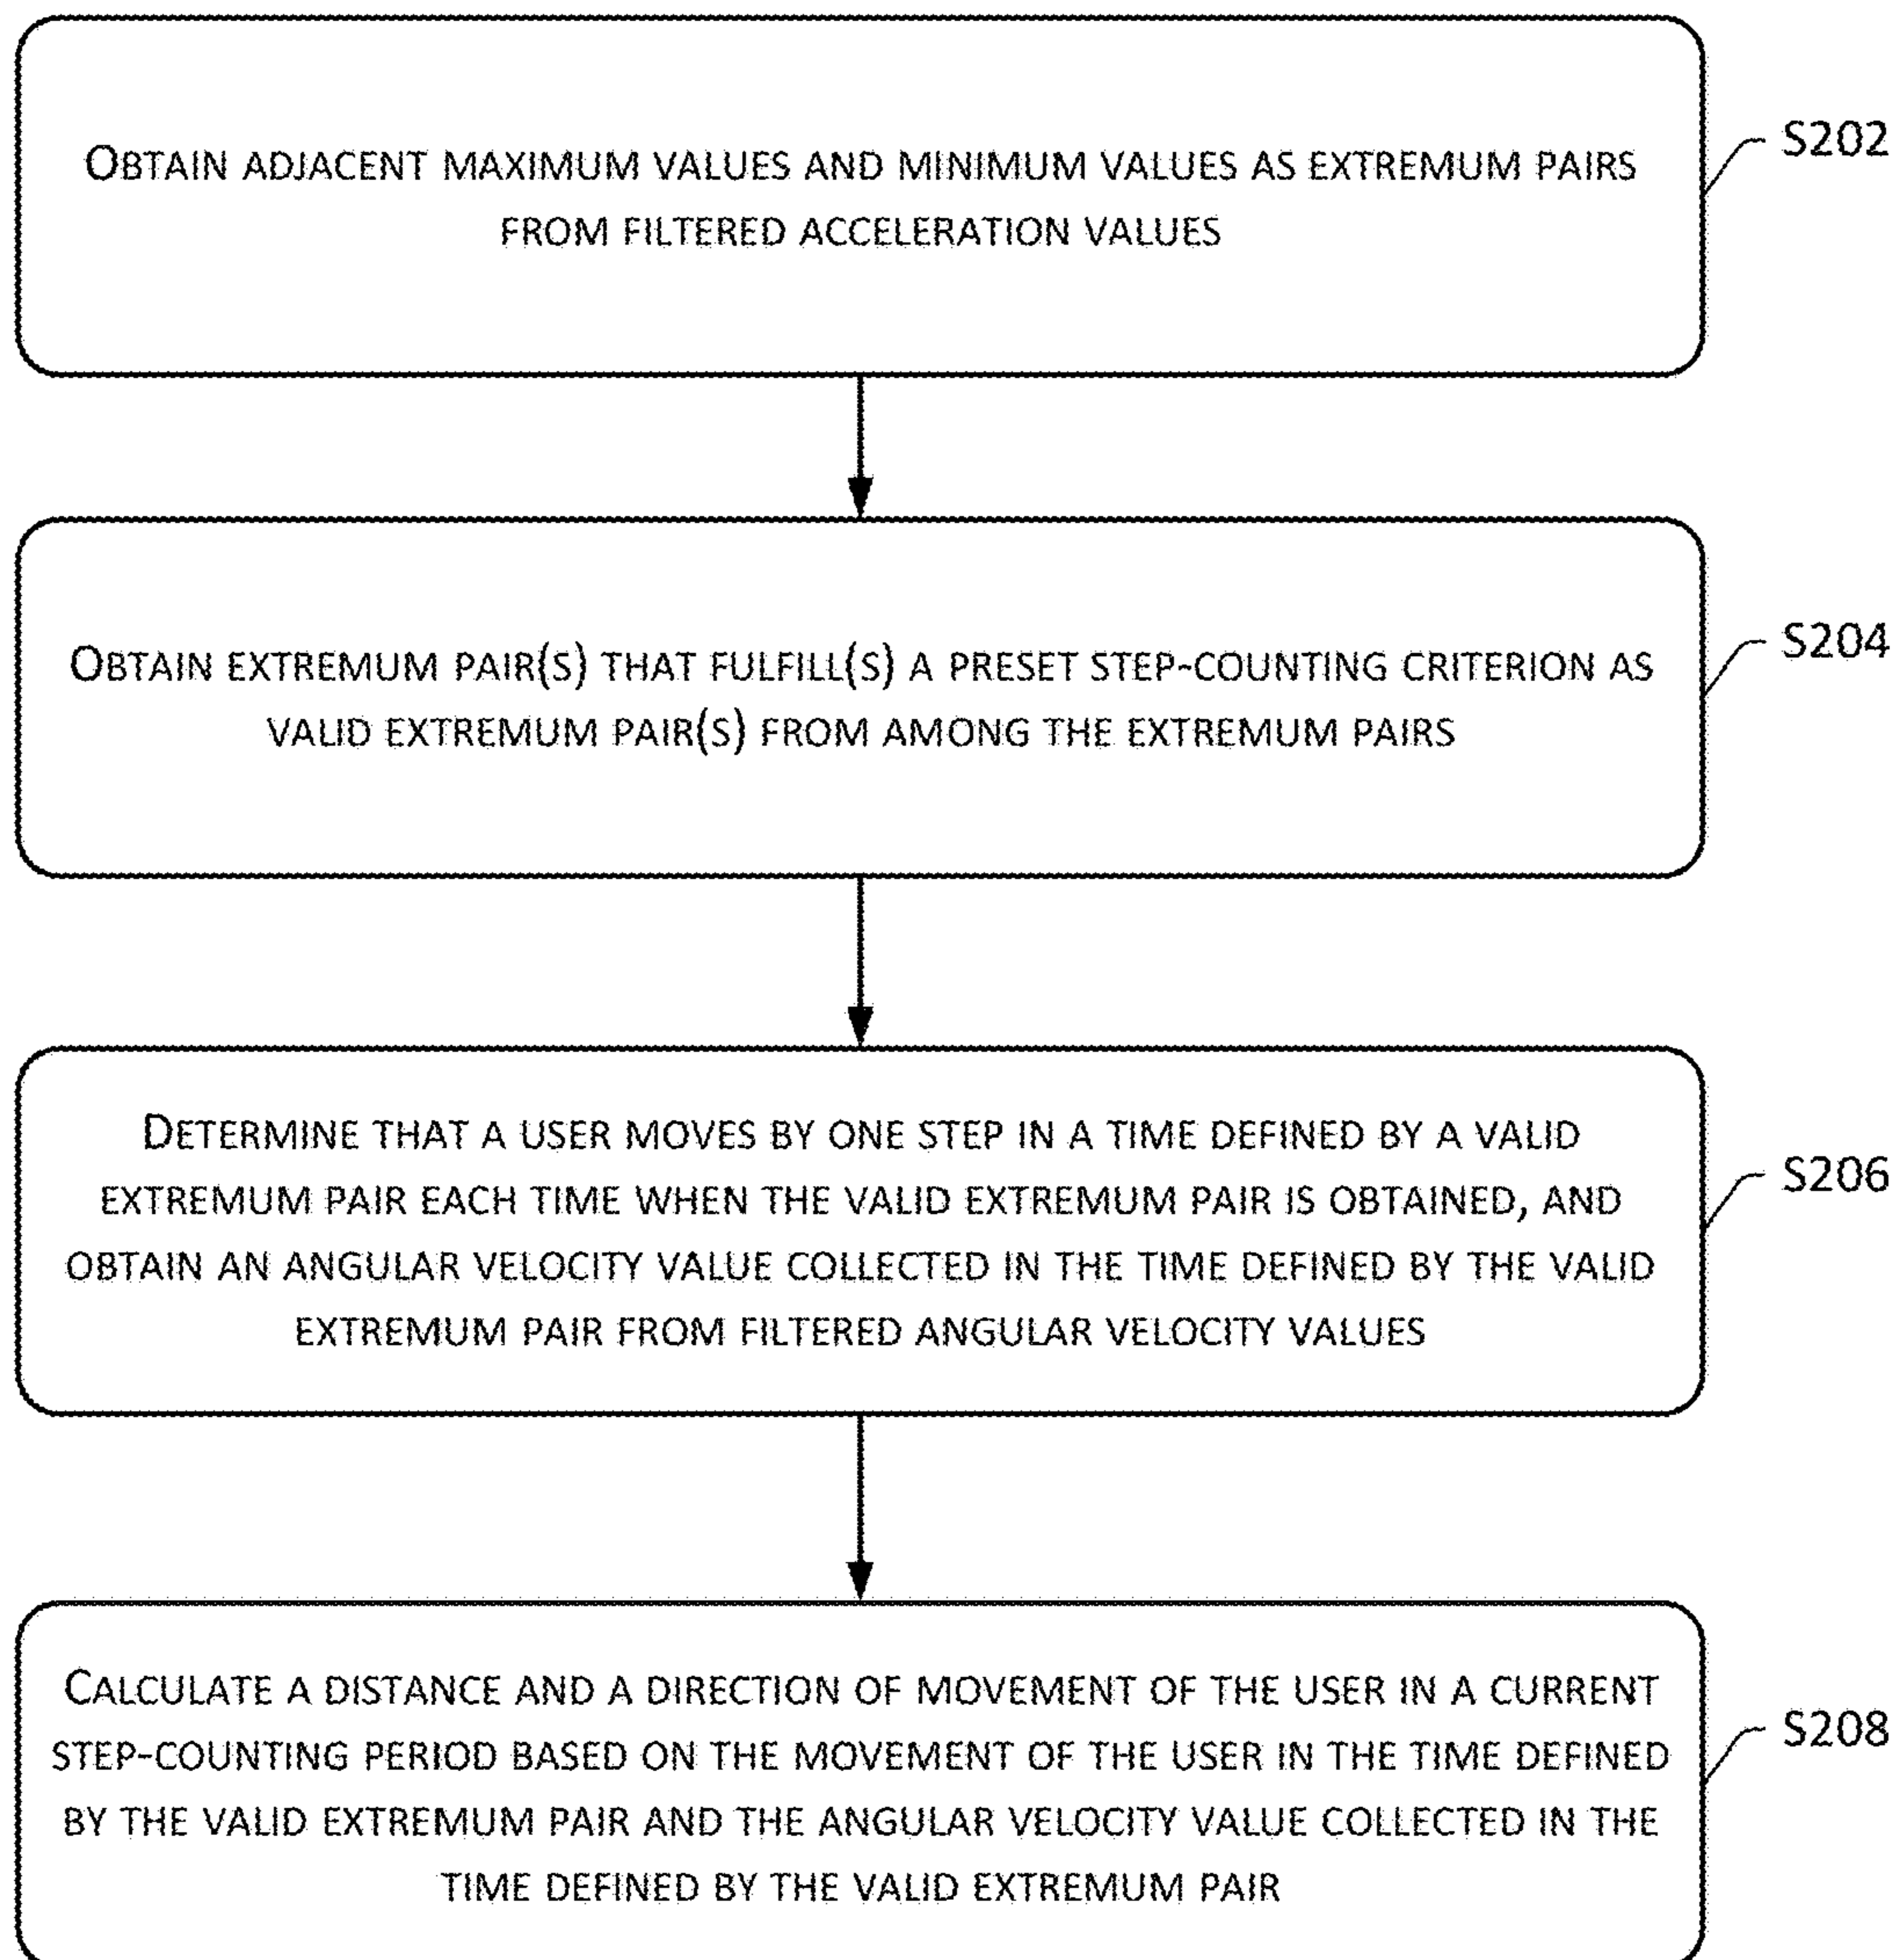 OBTAIN ADJACENT MAXIMUM VALUES AND MINIMUM VALUES AS EXTREMUM PAIRS
FROM FILTERED ACCELERATION VALUES
S202
OBTAIN EXTREMUM PAIR(S) THAT FULFILL(S) A PRESET STEP-COUNTING CRITERION AS
VALID EXTREMUM PAIR(S) FROM AMONG THE EXTREMUM PAIRS
S204
DETERMINE THAT A USER MOVES BY ONE STEP IN A TIME DEFINED BY A VALID
EXTREMUM PAIR EACH TIME WHEN THE VALID EXTREMUM PAIR IS OBTAINED, AND
OBTAIN AN ANGULAR VELOCITY VALUE COLLECTED IN THE TIME DEFINED BY THE VALID
EXTREMUM PAIR FROM FILTERED ANGULAR VELOCITY VALUES
S206
CALCULATE A DISTANCE AND A DIRECTION OF MOVEMENT OF THE USER IN A CURRENT
STEP-COUNTING PERIOD BASED ON THE MOVEMENT OF THE USER IN THE TIME DEFINED
BY THE VALID EXTREMUM PAIR AND THE ANGULAR VELOCITY VALUE COLLECTED IN THE
TIME DEFINED BY THE VALID EXTREMUM PAIR
S208